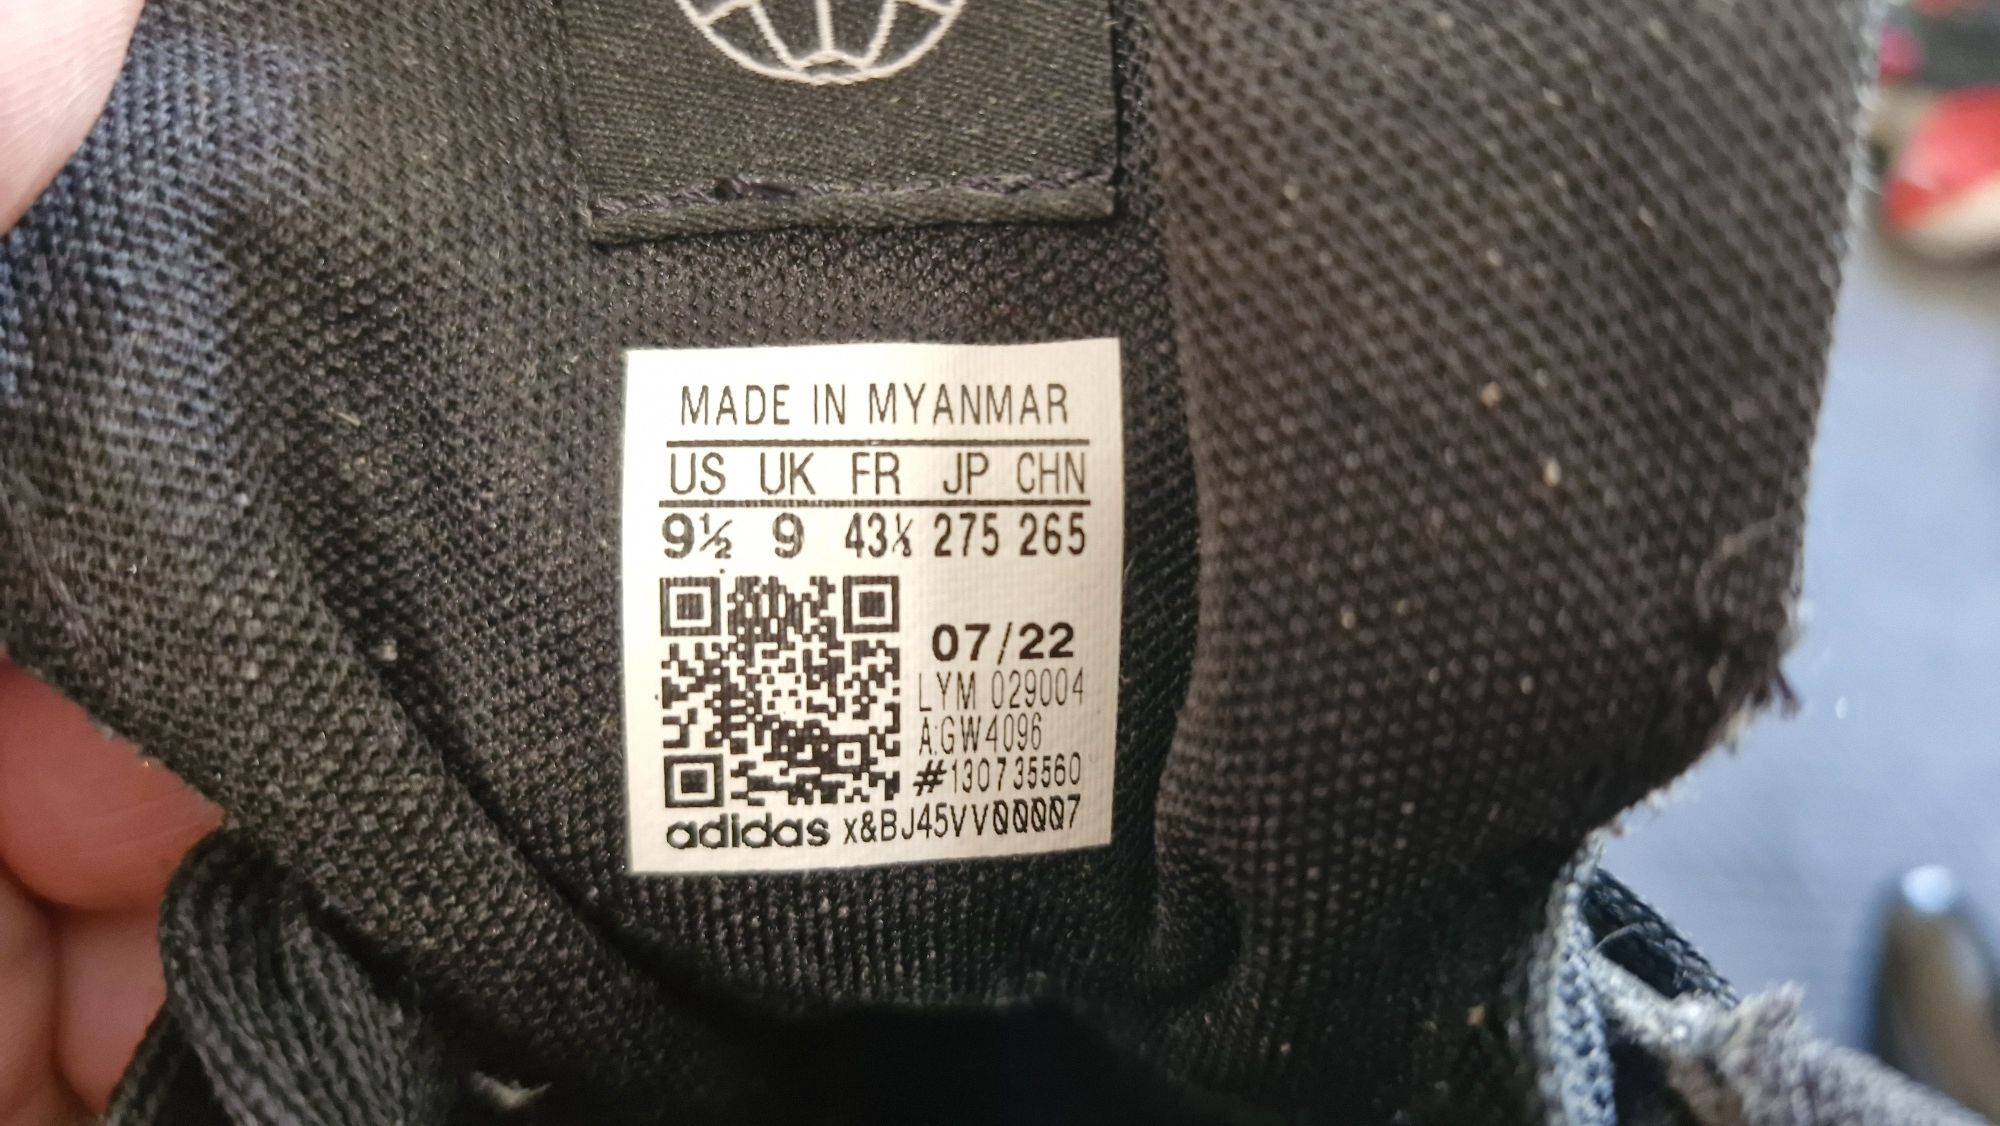 MADE IN MYANMAR
US UK FR JP CHN
9½ 9 43⅓ 275 265
07/22
LYM 029004
A:GW4096
#130735560
adidas x&BJ45VV00007